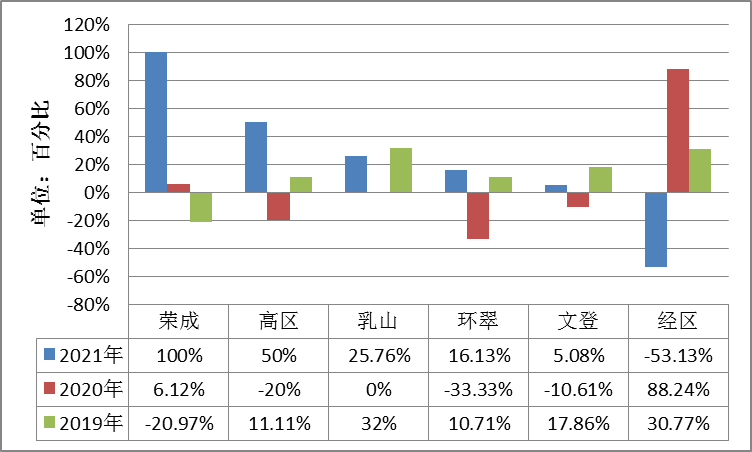 120%
100%
80%
60%
40%
20%
0%
-20%
-40%
-60%
-80%
单位：百分比
荣成 高区 乳山 环翠 文登 经区
2021年 100% 50% 25.76% 16.13% 5.08% -53.13%
2020年 6.12% -20% 0% -33.33% -10.61% 88.24%
2019年 -20.97% 11.11% 32% 10.71% 17.86% 30.77%